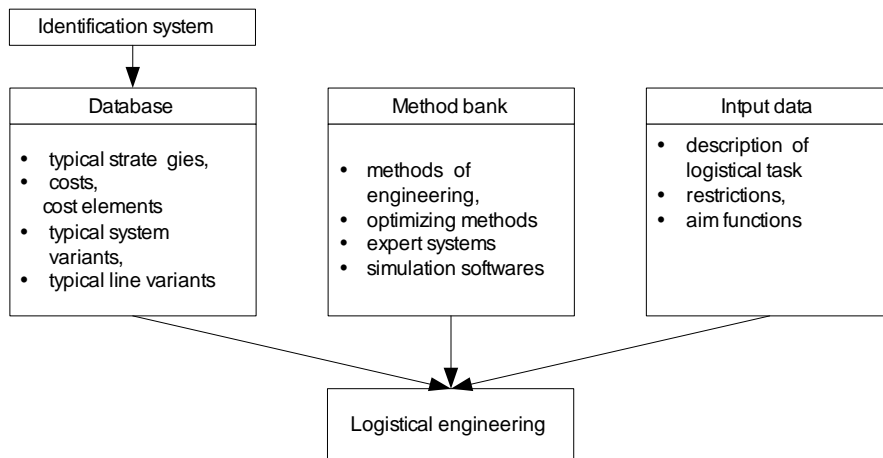 Identification system
Database
• typical strate gies,
• costs,
cost elements
• typical system
variants,
• typical line variants
Method bank
• methods of
engineering,
• optimizing methods
• expert systems
• simulation softwares
Intput data
• description of
logistical task
• restrictions,
• aim functions
Logistical engineering